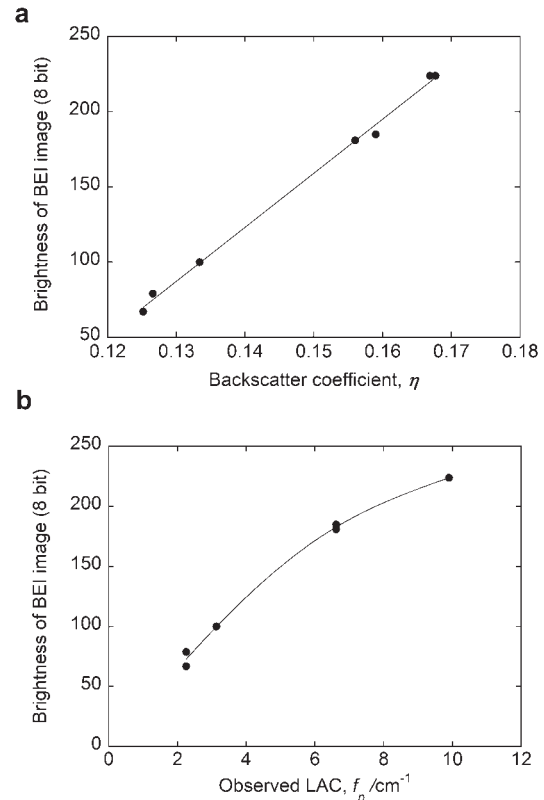 a
Brightness of BEI image (8 bit)
250
200
150
100
50
0.12 0.13 0.14 0.15 0.16 0.17 0.18
Backscatter coefficient, η
b
Brightness of BEI image (8 bit)
250
200
150
100
50
0
0 2 4 6 8 10 12
Observed LAC, fn /cm-1